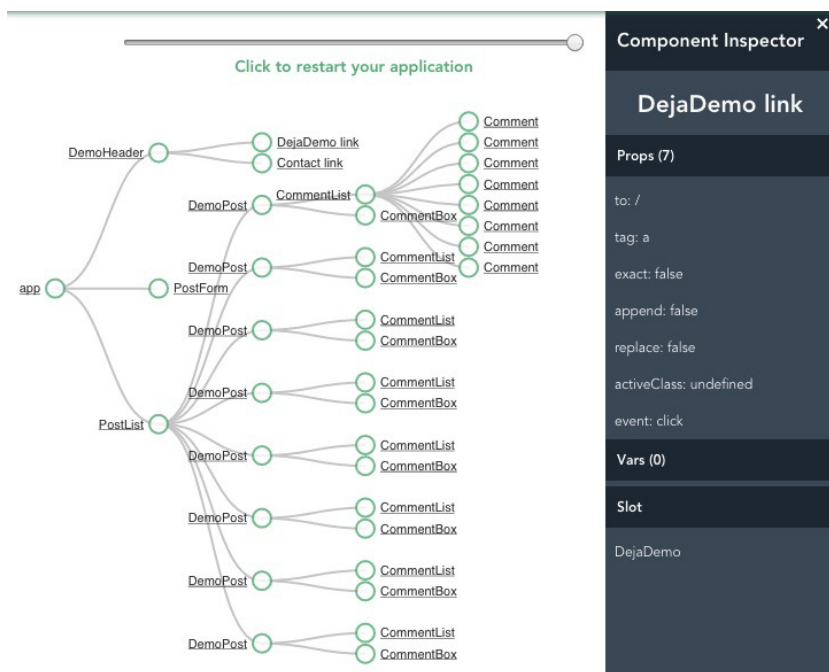 Click to restart your application
DemoHeader
DejaDemo link
Contact link
Comment
Comment
Comment
Comment
Comment
Comment
Comment
Comment
CommentList
CommentBox
DemoPost
DemoPost
CommentList
CommentBox
app
PostForm
DemoPost
CommentList
CommentBox
DemoPost
CommentList
CommentBox
PostList
DemoPost
CommentList
CommentBox
DemoPost
CommentList
CommentBox
DemoPost
CommentList
CommentBox
DemoPost
CommentList
CommentBox
Component Inspector
×
DejaDemo link
Props (7)
to: /
tag: a
exact: false
append: false
replace: false
activeClass: undefined
event: click
Vars (0)
Slot
DejaDemo